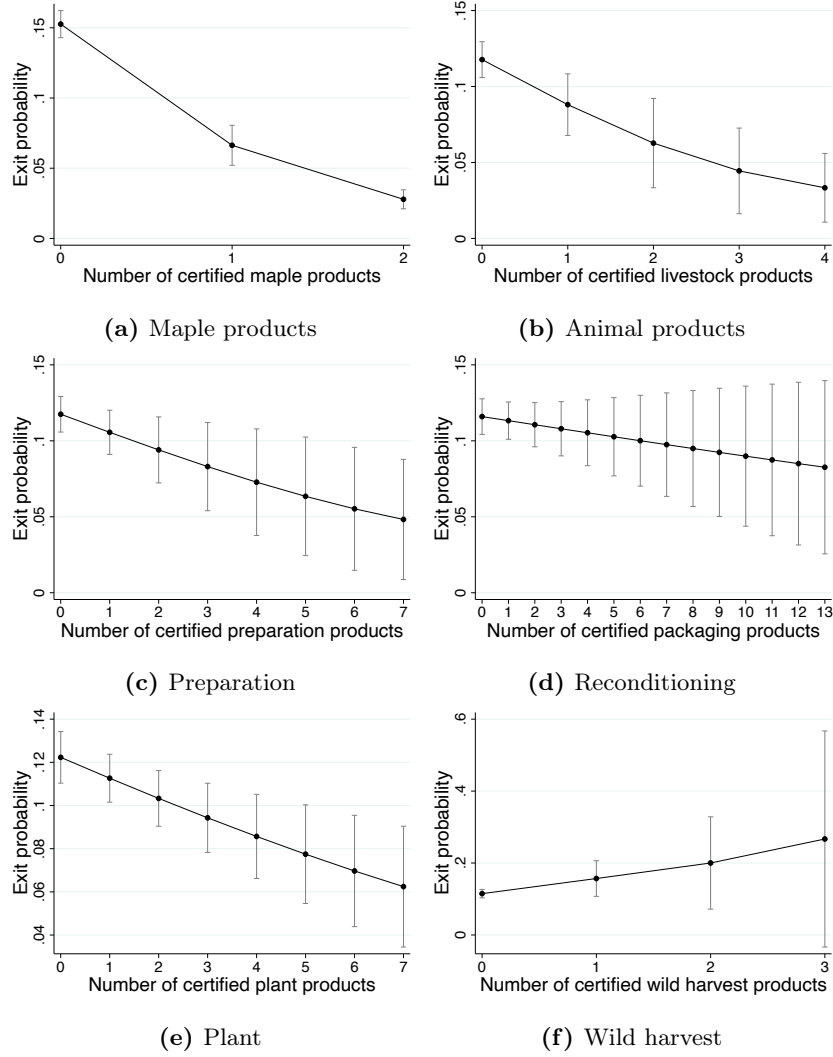 Exit probability
0 .05 .1 .15
0 1 2
Number of certified maple products
(a) Maple products
Exit probability
0 .05 .1 .15
0 1 2 3 4
Number of certified livestock products
(b) Animal products
Exit probability
0 .05 .1 .15
0 1 2 3 4 5 6 7
Number of certified preparation products
(c) Preparation
Exit probability
0 .05 .1 .15
0 1 2 3 4 5 6 7 8 9 10 11 12 13
Number of certified packaging products
(d) Reconditioning
Exit probability
.04 .06 .08 .1 .12 .14
0 1 2 3 4 5 6 7
Number of certified plant products
(e) Plant
Exit probability
0 .2 .4 .6
0 1 2 3
Number of certified wild harvest products
(f) Wild harvest